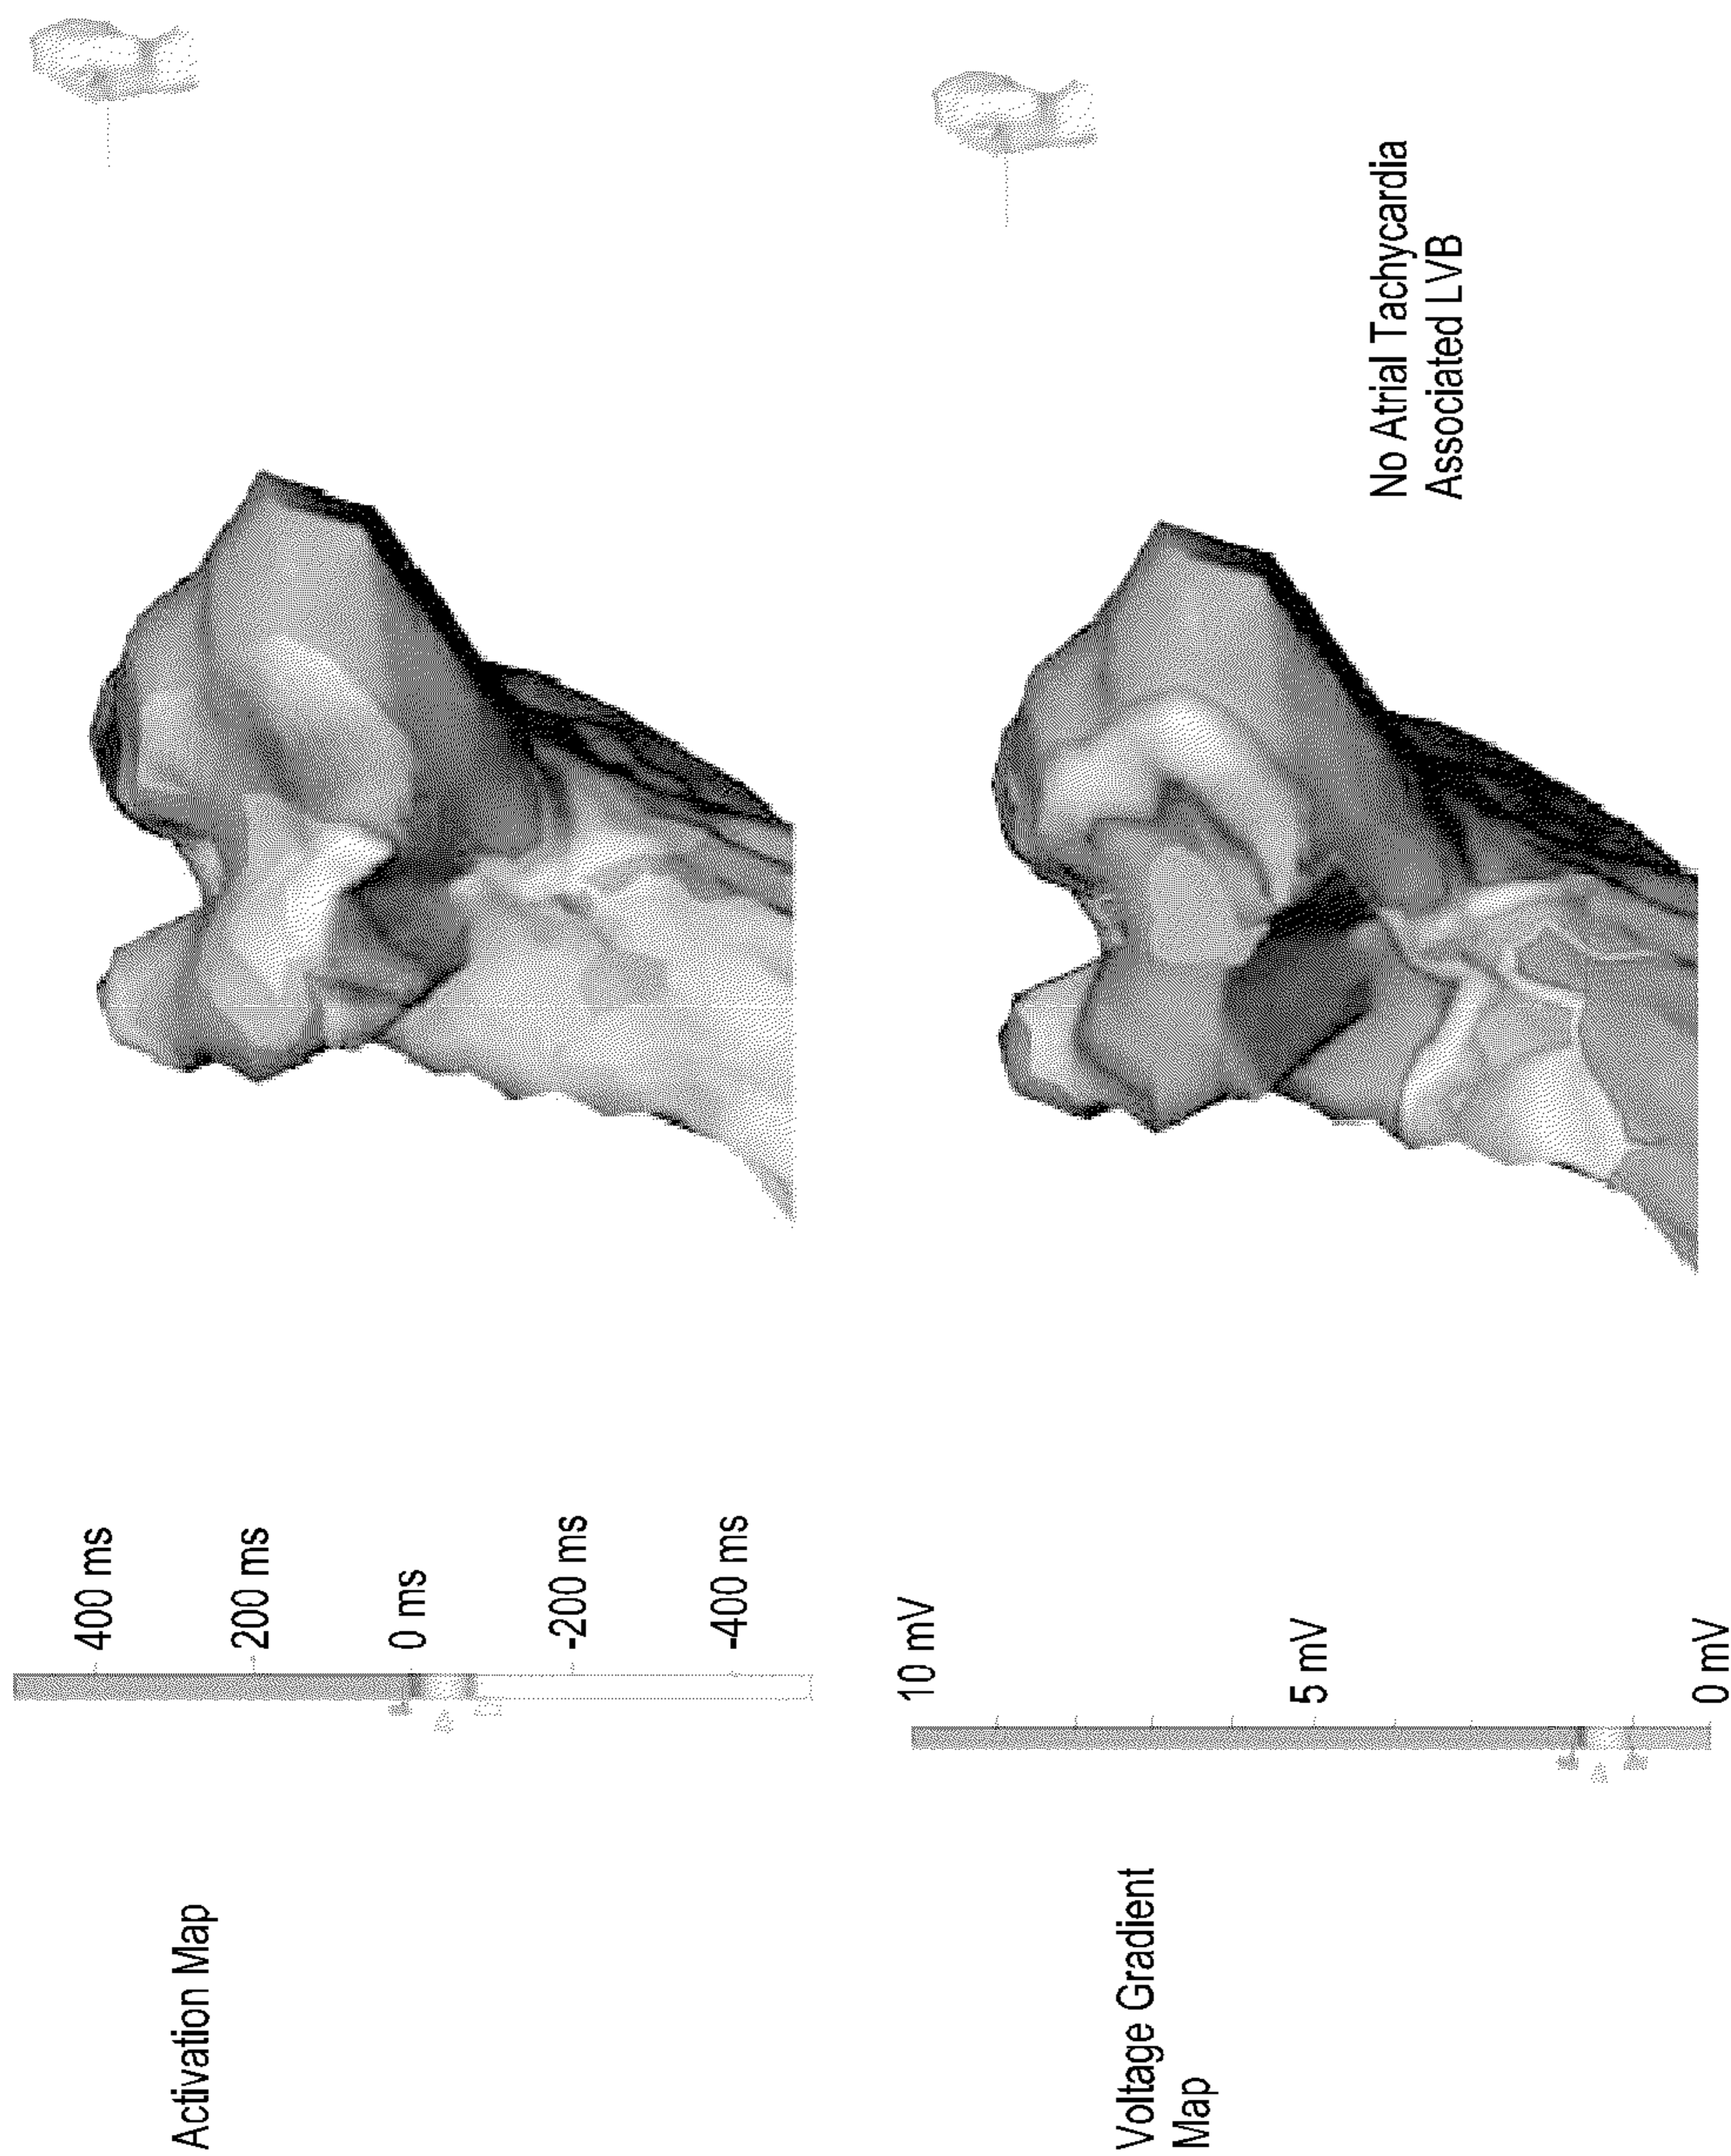 Activation Map
400 ms
200 ms
0 ms
-200 ms
-400 ms
Voltage Gradient
Map
10 mV
5 mV
0 mV
No Atrial Tachycardia
Associated LVB